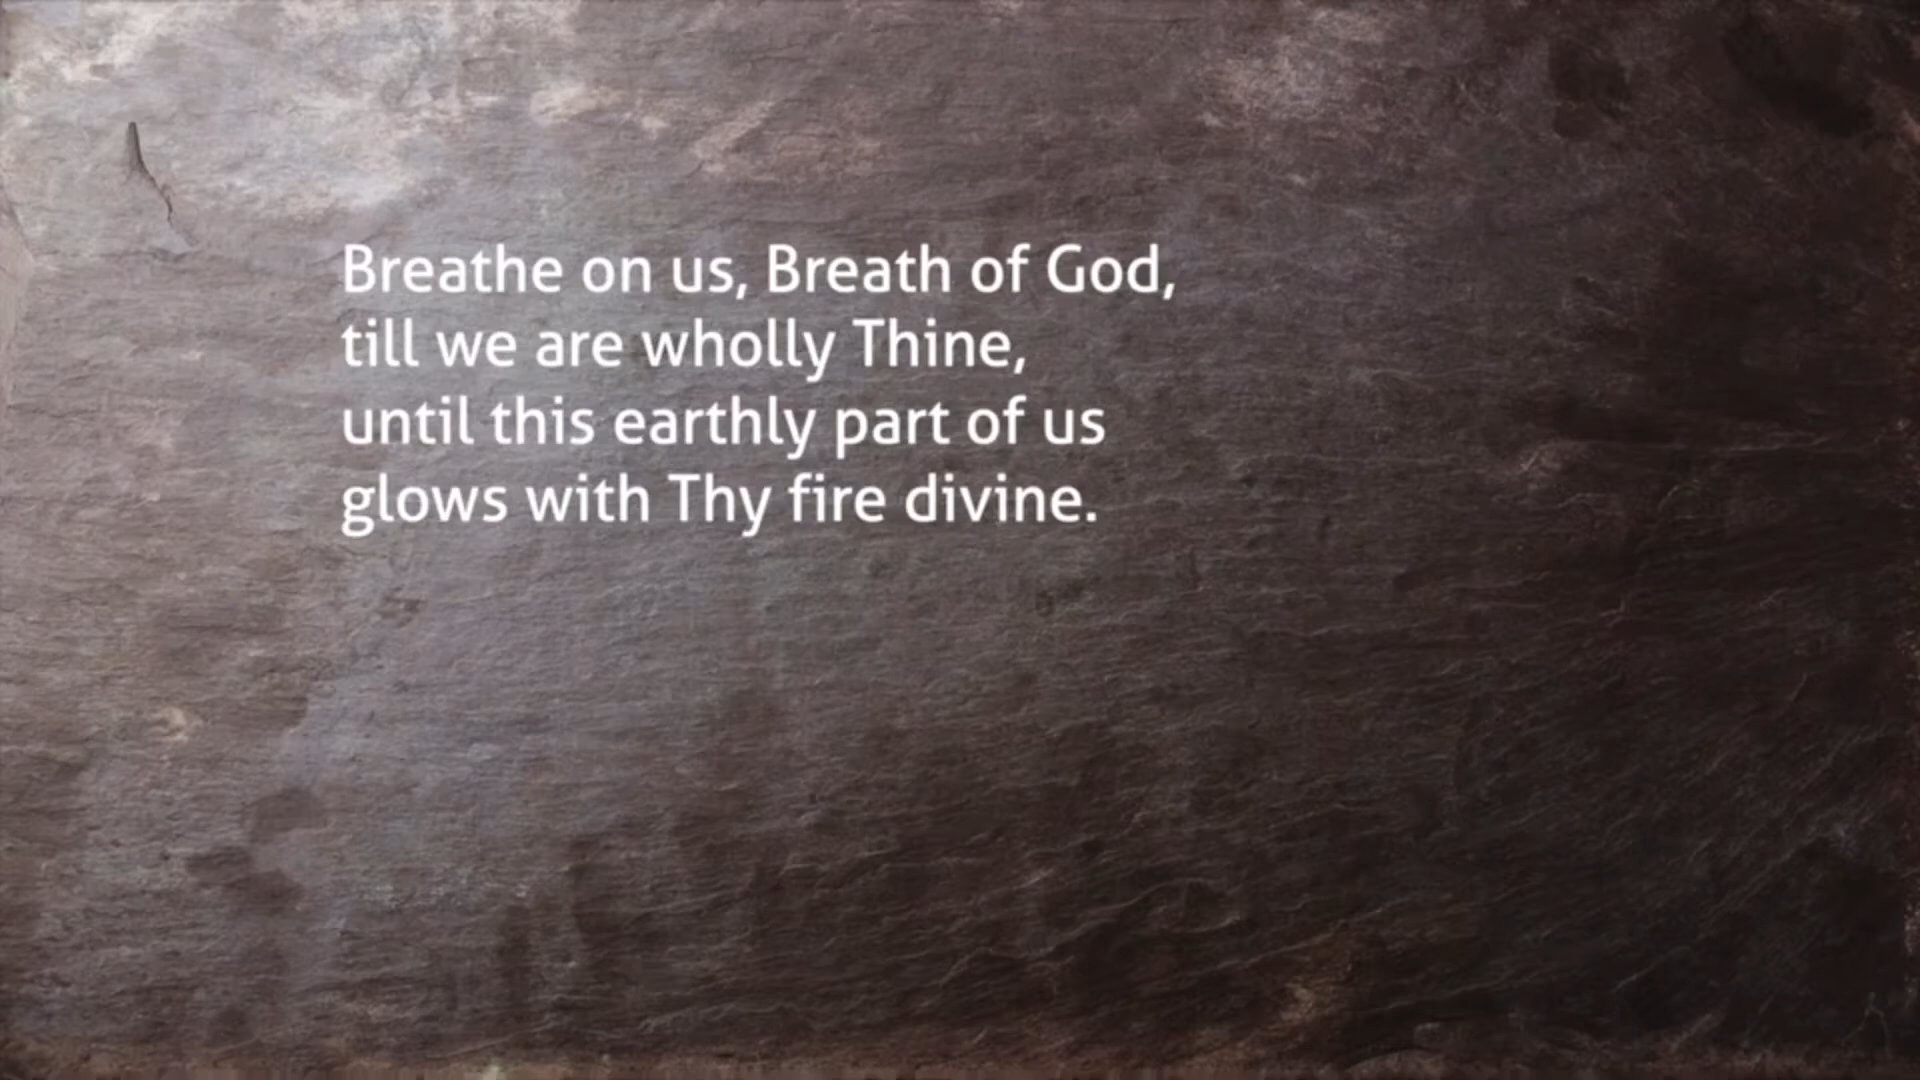 Breathe on us, Breath of God,
till we are wholly Thine,
until this earthly part of us
glows with Thy fire divine.